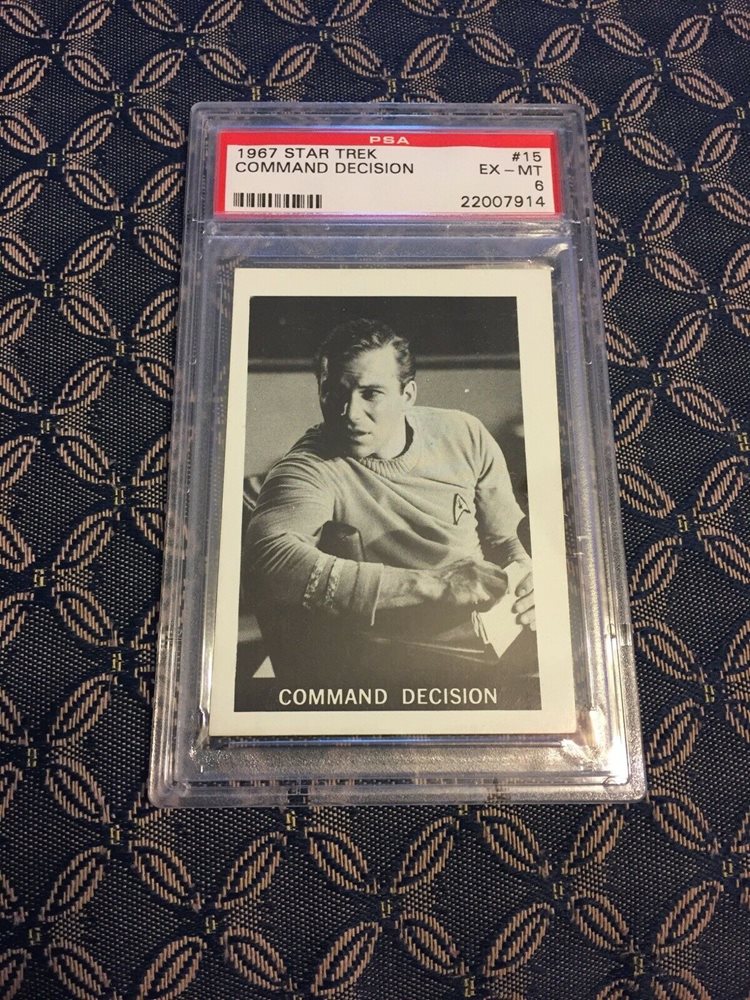 PSA
1967 STAR TREK #15
COMMAND DECISION EX-MT
6
22007914
COMMAND DECISION